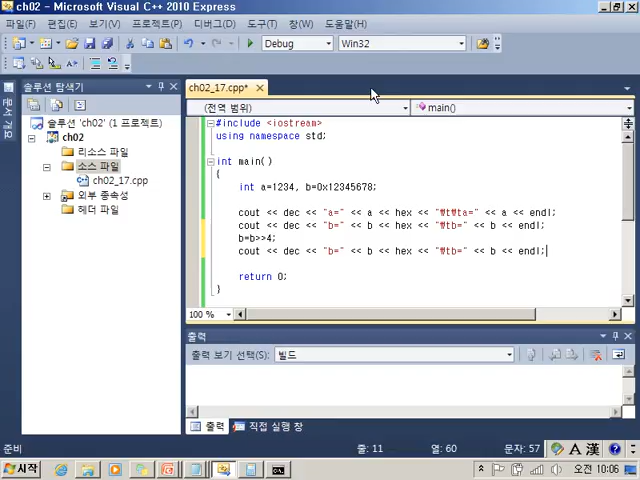 ch02 - Microsoft Visual C++ 2010 Express
파일(F) 편집(E) 보기(V) 프로젝트(P) 디버그(D) 도구(T) 창(W) 도움말(H)
Debug Win32
솔루션 탐색기
ch02_17.cpp*
(전역 범위) main()
문서 개요
솔루션 'ch02' (1 프로젝트)
ch02
리소스 파일
소스 파일
ch02_17.cpp
외부 종속성
헤더 파일
#include <iostream>
using namespace std;
int main()
{
int a=1234, b=0x12345678;
cout << dec << "a=" << a << hex << "₩t₩ta=" << a << endl;
cout << dec << "b=" << b << hex << "₩tb=" << b << endl;
b=b>>4;
cout << dec << "b=" << b << hex << "₩tb=" << b << endl;
return 0;
}
100 %
출력
출력 보기 선택(S): 빌드
출력 직접 실행 창
준비 줄: 11 열: 60 문자: 57 A 漢
시작 오전 10:06